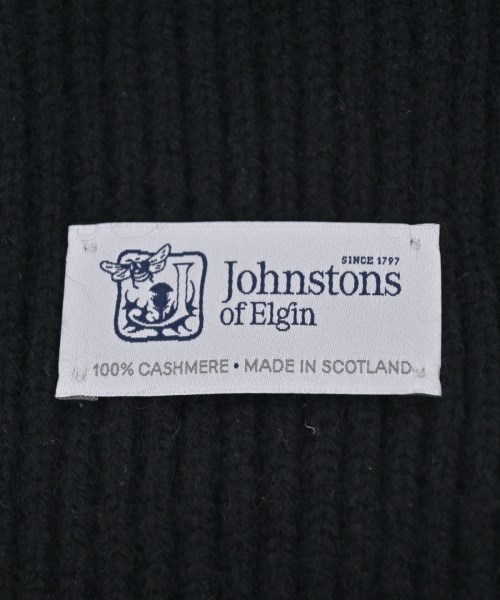 SINCE 1797
Johnstons
of Elgin
100% CASHMERE • MADE IN SCOTLAND